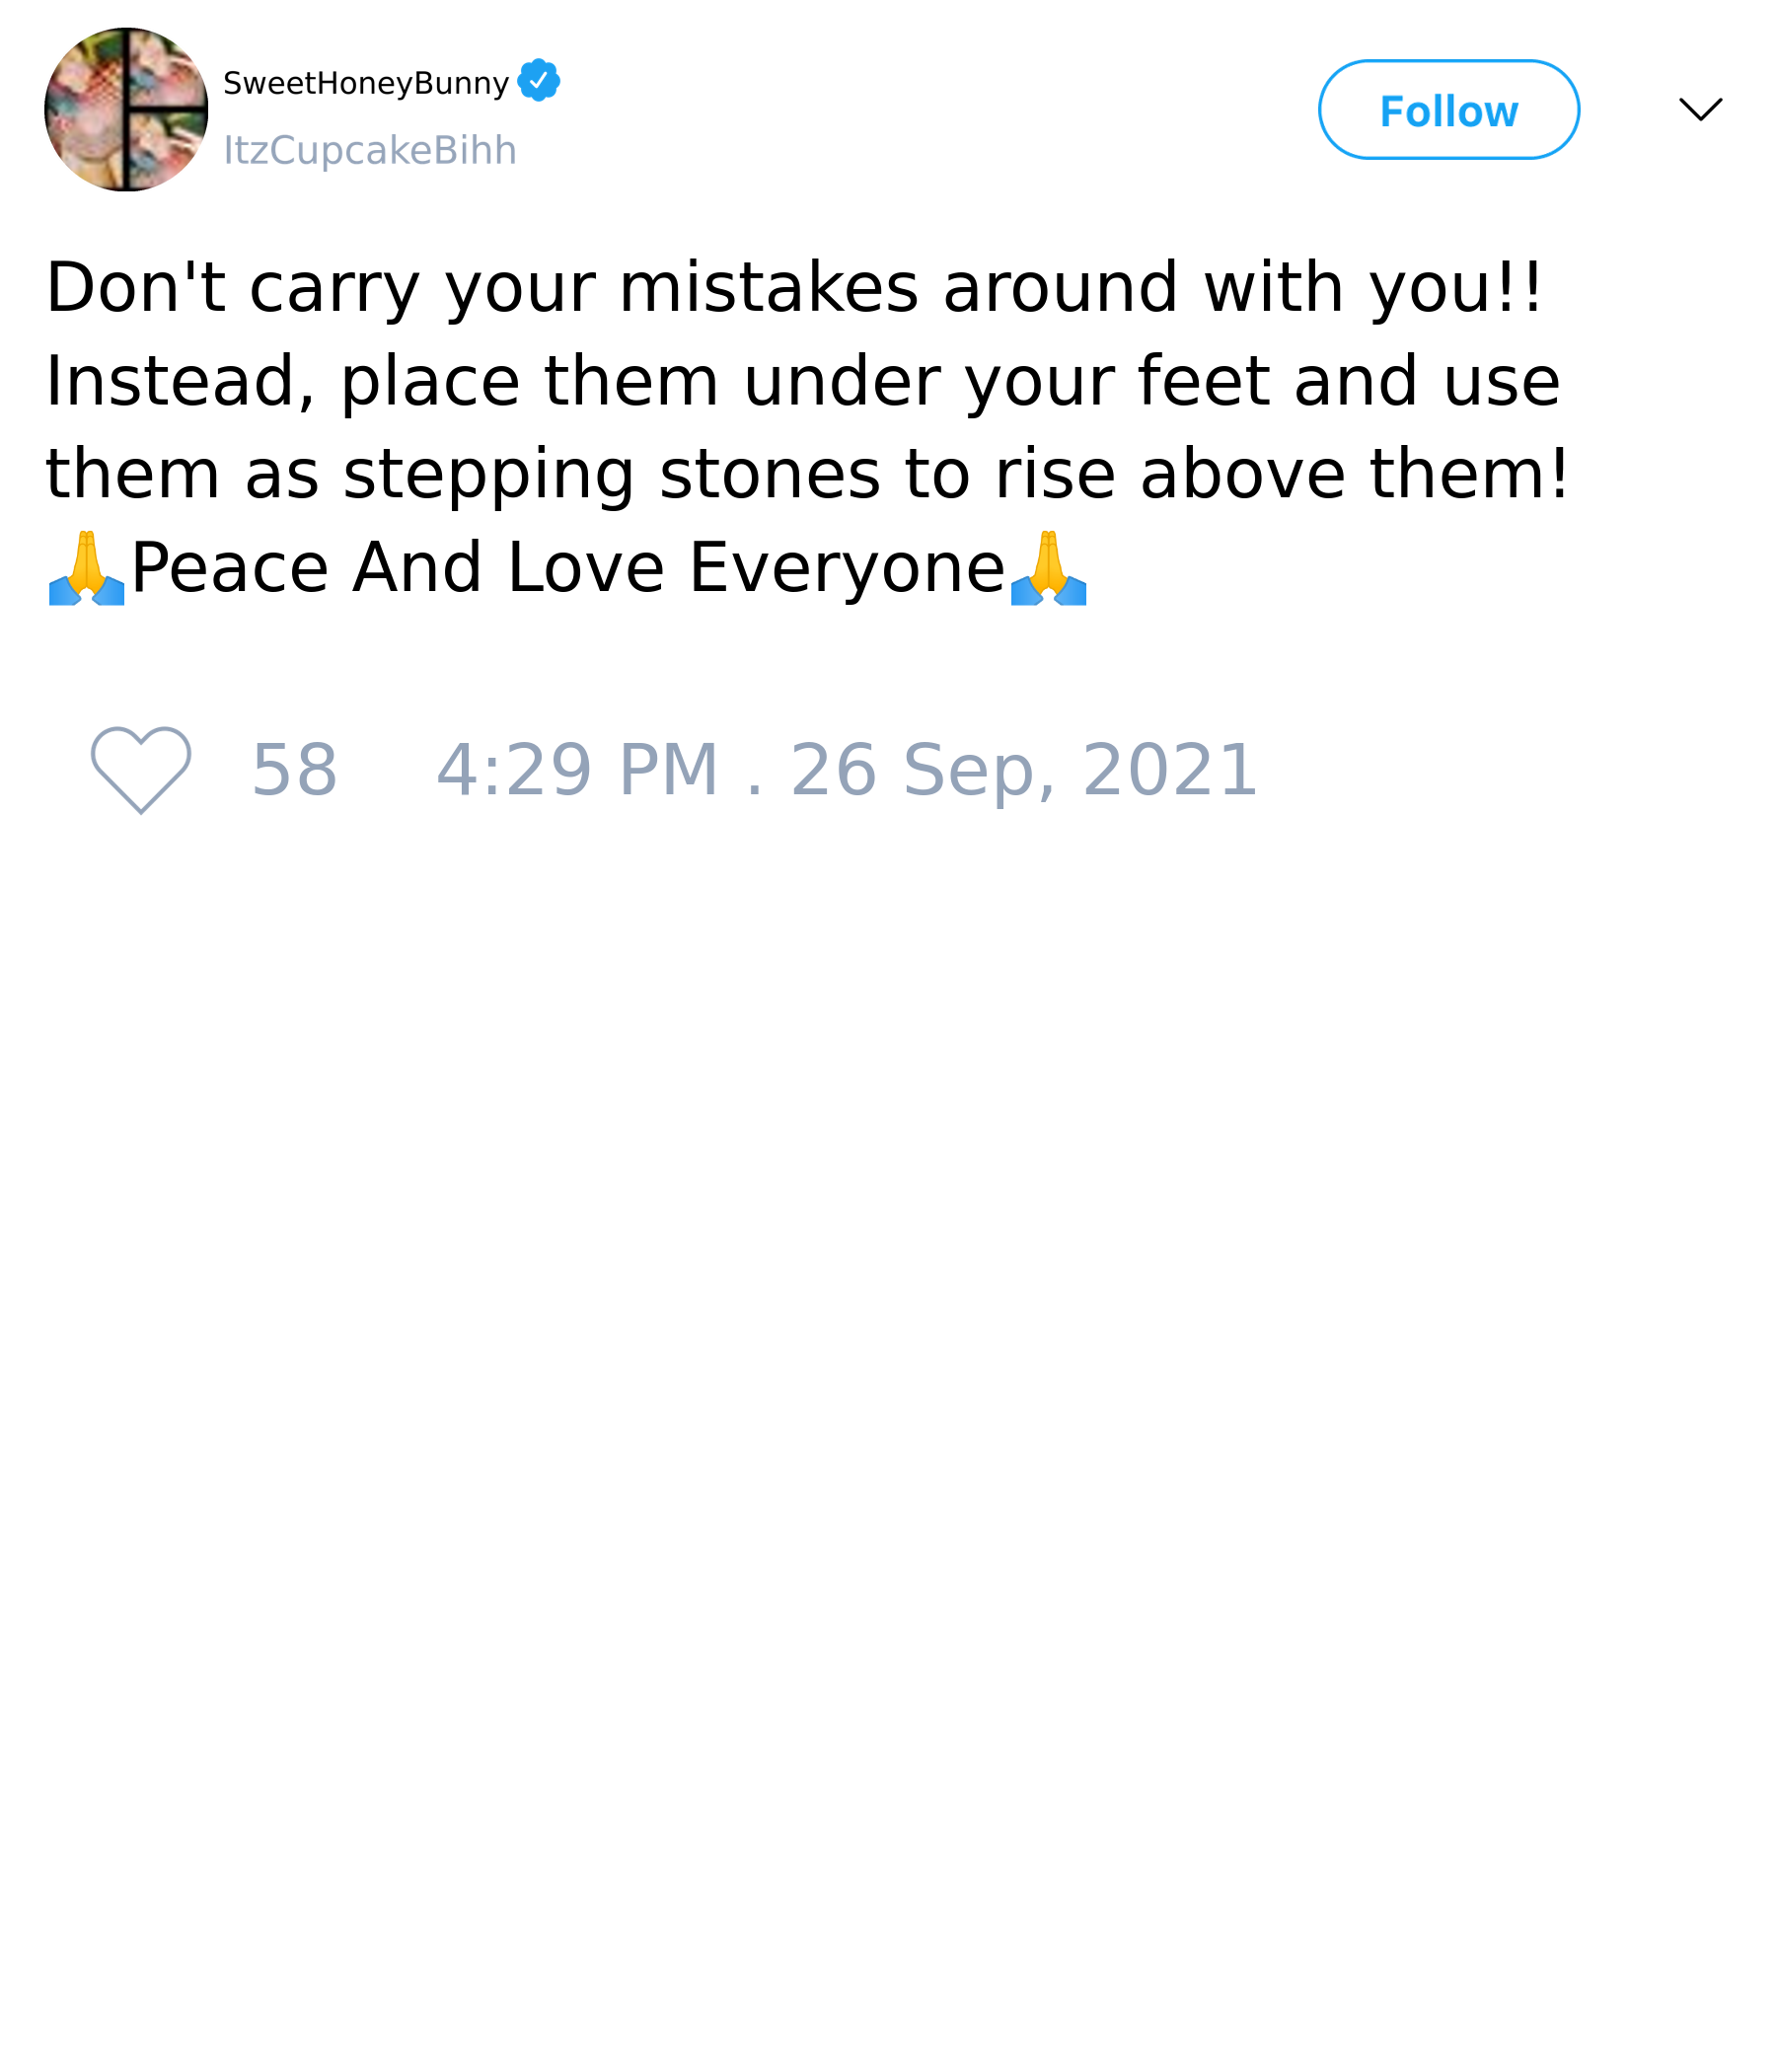 SweetHoneyBunny
ItzCupcakeBihh
Follow
Don't carry your mistakes around with you!!
Instead, place them under your feet and use
them as stepping stones to rise above them!
🙏Peace And Love Everyone🙏
58 4:29 PM . 26 Sep, 2021